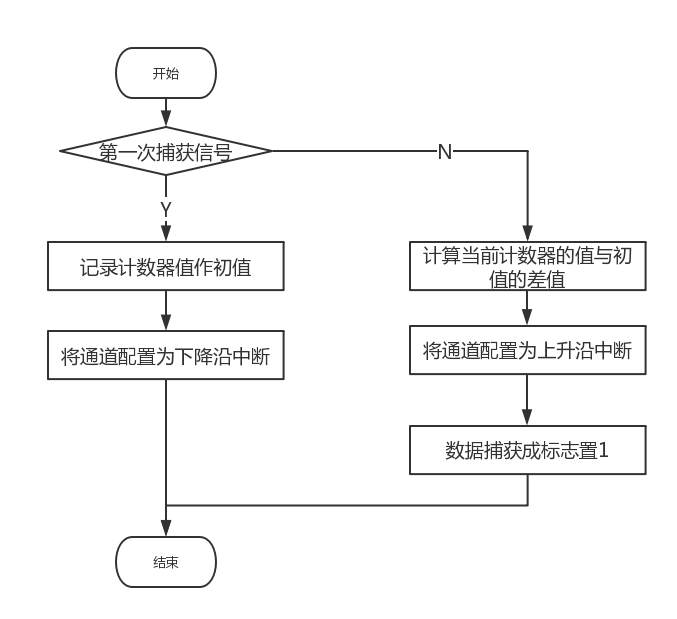 开始
第一次捕获信号
N
Y
记录计数器值作初值
计算当前计数器的值与初
值的差值
将通道配置为下降沿中断
将通道配置为上升沿中断
数据捕获成标志置1
结束